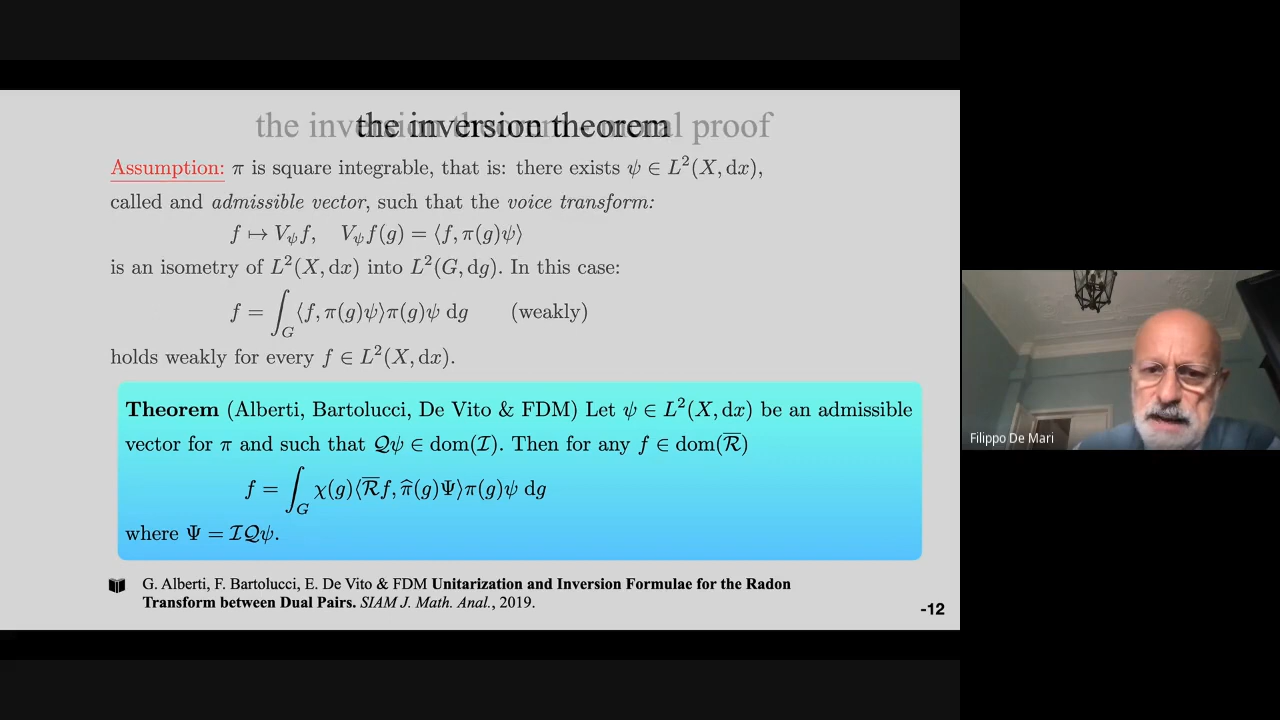 the inversion theorem
the inversion theorem - moral proof
Assumption: π is square integrable, that is: there exists ψ ∈ L²(X, dx),
called and admissible vector, such that the voice transform:
f ↦ V_ψ f, V_ψ f(g) = ⟨f, π(g)ψ⟩
is an isometry of L²(X, dx) into L²(G, dg). In this case:
f = ∫_G ⟨f, π(g)ψ⟩π(g)ψ dg (weakly)
holds weakly for every f ∈ L²(X, dx).
Theorem (Alberti, Bartolucci, De Vito & FDM) Let ψ ∈ L²(X, dx) be an admissible
vector for π and such that 𝒬ψ ∈ dom(ℐ). Then for any f ∈ dom(ℛ̅)
f = ∫_G χ(g)⟨ℛ̅f, π̂(g)Ψ⟩π(g)ψ dg
where Ψ = ℐ𝒬ψ.
G. Alberti, F. Bartolucci, E. De Vito & FDM Unitarization and Inversion Formulae for the Radon
Transform between Dual Pairs. SIAM J. Math. Anal., 2019.
-12
Filippo De Mari